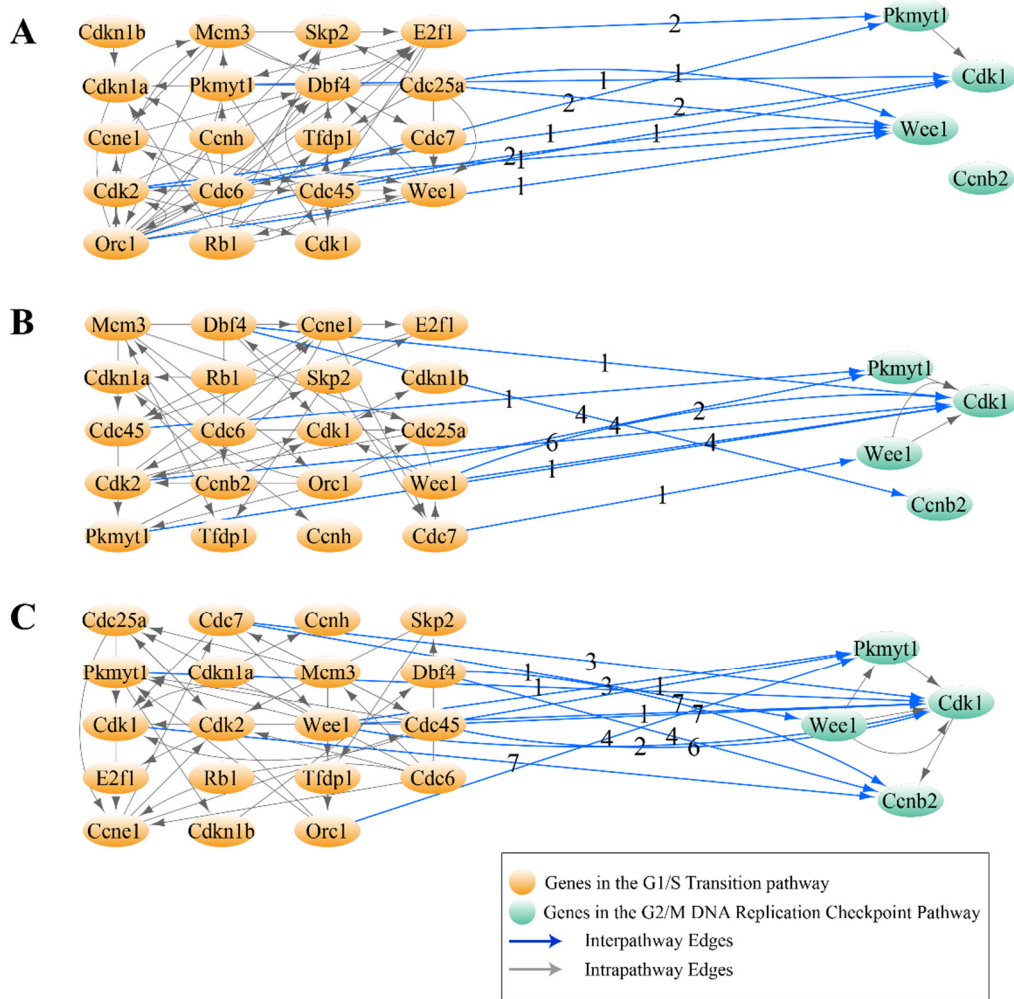 A
Cdkn1b Mcm3 Skp2 E2f1 2 Pkmyt1
Cdkn1a Pkmyt1 Dbf4 Cdc25a 1 1 Cdk1
2 2
Ccne1 Ccnh Tfdp1 Cdc7 1 1 Wee1
2 1
Cdk2 Cdc6 Cdc45 Wee1 1 Ccnb2
Orc1 Rb1 Cdk1
B
Mcm3 Dbf4 Ccne1 E2f1
1 Pkmyt1
Cdkn1a Rb1 Skp2 Cdkn1b
1 4 4 2 Cdk1
Cdc45 Cdc6 Cdk1 Cdc25a 6 4
Wee1
Cdk2 Ccnb2 Orc1 Wee1 1
1 Ccnb2
Pkmyt1 Tfdp1 Ccnh Cdc7
C
Cdc25a Cdc7 Ccnh Skp2
3 Pkmyt1
Pkmyt1 Cdkn1a Mcm3 Dbf4 1 1 3 1
7 Cdk1
Cdk1 Cdk2 Wee1 Cdc45 1 7 Wee1
4 2 4 6
E2f1 Rb1 Tfdp1 Cdc6 7
Ccnb2
Ccne1 Cdkn1b Orc1
Genes in the G1/S Transition pathway
Genes in the G2/M DNA Replication Checkpoint Pathway
Interpathway Edges
Intrapathway Edges